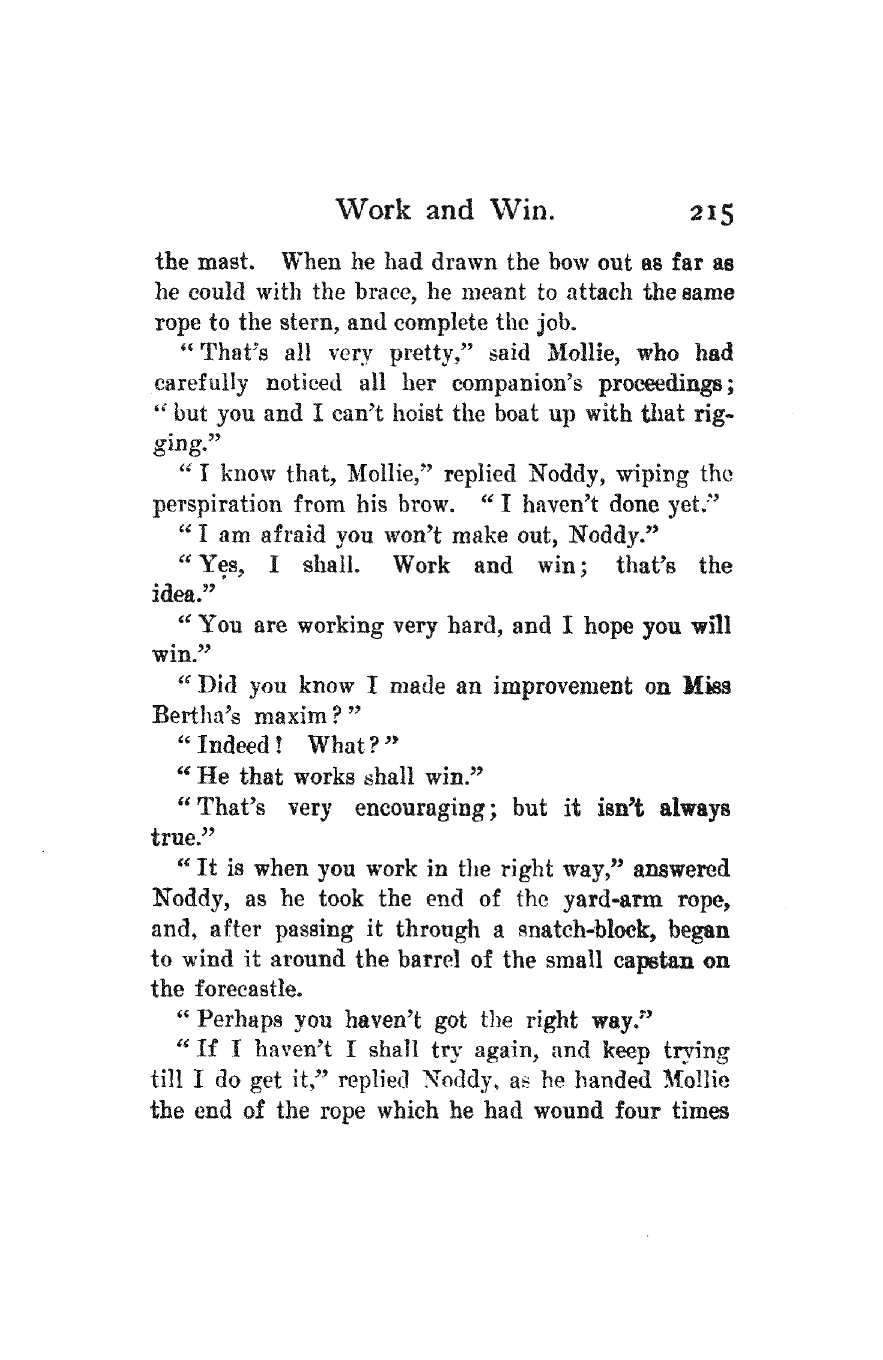 Work and Win. 215
the mast. When he had drawn the bow out as far as
he could with the brace, he meant to attach the same
rope to the stern, and complete the job.
“That’s all very pretty,” said Mollie, who had
carefully noticed all her companion’s proceedings;
“but you and I can’t hoist the boat up with that rig-
ging.”
“I know that, Mollie,” replied Noddy, wiping the
perspiration from his brow. “I haven’t done yet.”
“I am afraid you won’t make out, Noddy.”
“Yes, I shall. Work and win; that’s the
idea.”
“You are working very hard, and I hope you will
win.”
“Did you know I made an improvement on Miss
Bertha’s maxim?”
“Indeed! What?”
“He that works shall win.”
“That’s very encouraging; but it isn’t always
true.”
“It is when you work in the right way,” answered
Noddy, as he took the end of the yard-arm rope,
and, after passing it through a snatch-block, began
to wind it around the barrel of the small capstan on
the forecastle.
“Perhaps you haven’t got the right way.”
“If I haven’t I shall try again, and keep trying
till I do get it,” replied Noddy, as he handed Mollie
the end of the rope which he had wound four times